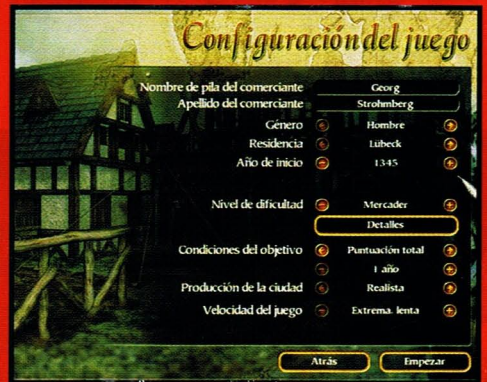 Configuración del juego
Nombre de pila del comerciante Georg
Apellido del comerciante Strohmberg
Género Hombre
Residencia Lübeck
Año de inicio 1345
Nivel de dificultad Mercader
Detalles
Condiciones del objetivo Puntuación total
1 año
Producción de la ciudad Realista
Velocidad del juego Extrema. lenta
Atrás Empezar